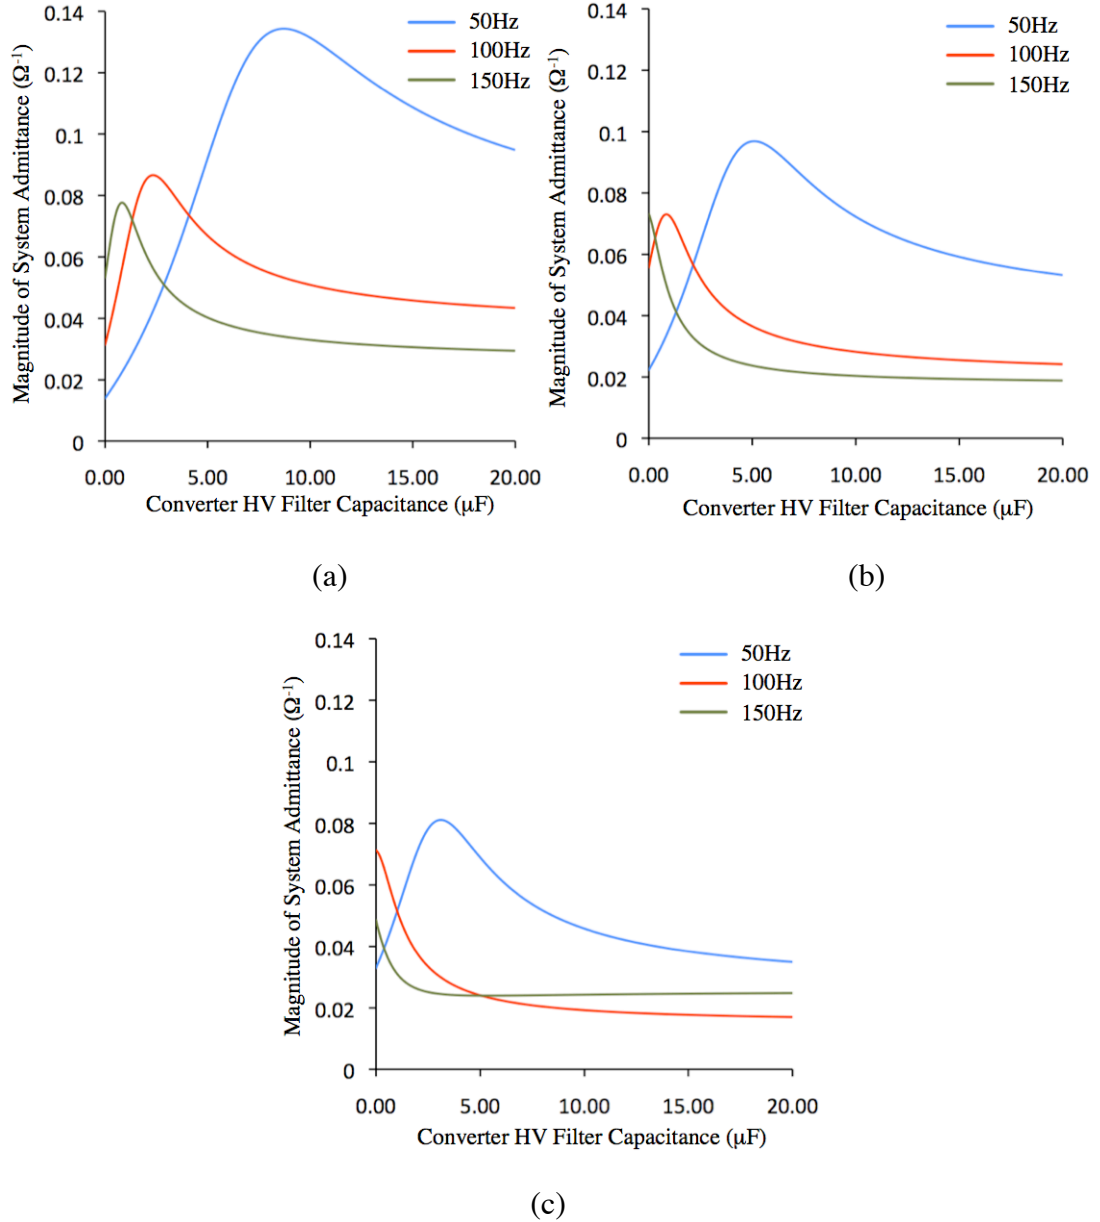 0.14
0.12
0.1
0.08
0.06
0.04
0.02
0
Magnitude of System Admittance (Ω⁻¹)
50Hz
100Hz
150Hz
0.00 5.00 10.00 15.00 20.00
Converter HV Filter Capacitance (μF)
(a)
0.14
0.12
0.1
0.08
0.06
0.04
0.02
0
Magnitude of System Admittance (Ω⁻¹)
50Hz
100Hz
150Hz
0.00 5.00 10.00 15.00 20.00
Converter HV Filter Capacitance (μF)
(b)
0.14
0.12
0.1
0.08
0.06
0.04
0.02
0
Magnitude of System Admittance (Ω⁻¹)
50Hz
100Hz
150Hz
0.00 5.00 10.00 15.00 20.00
Converter HV Filter Capacitance (μF)
(c)